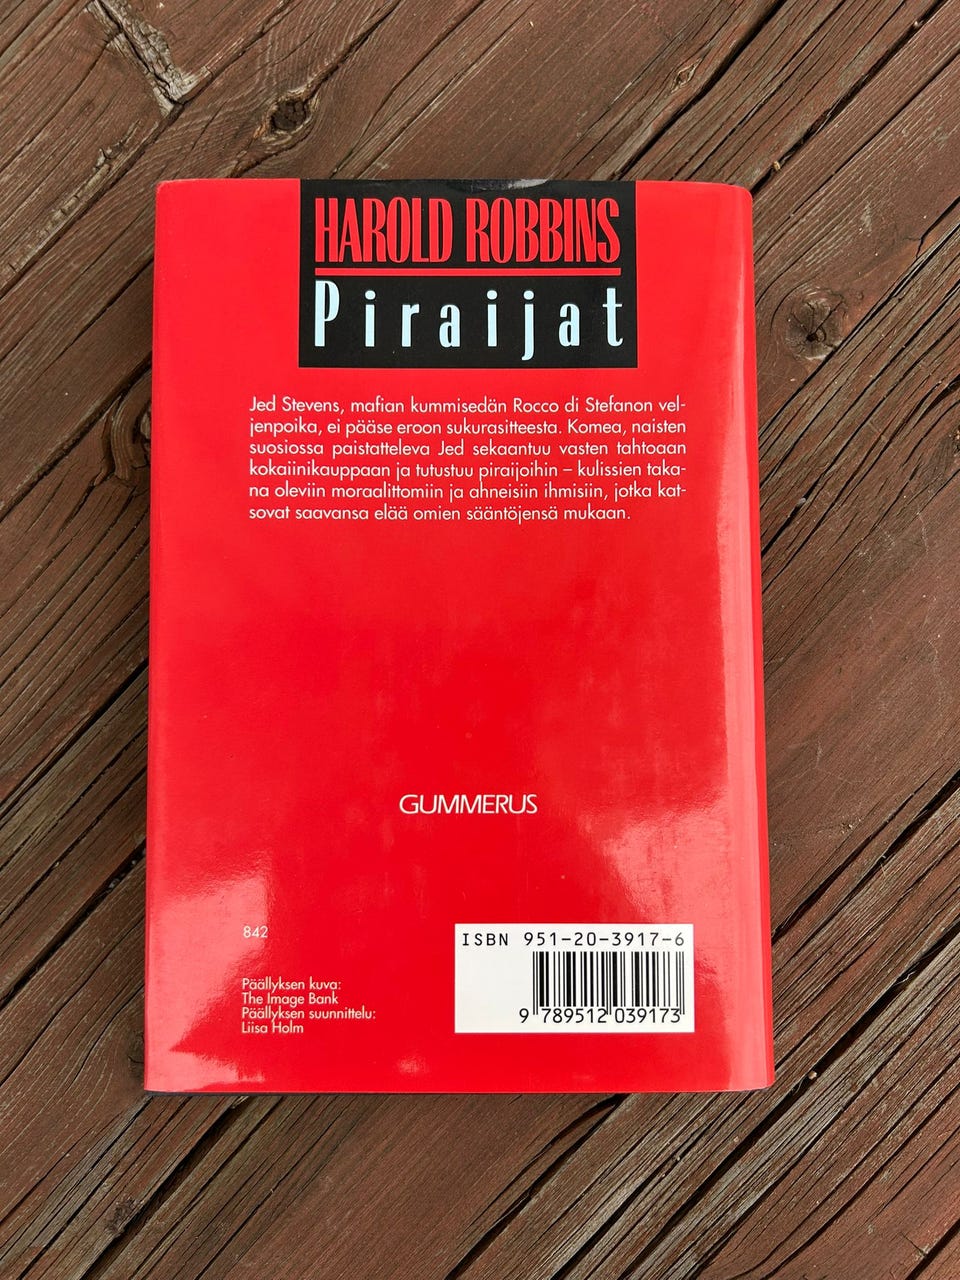 HAROLD ROBBINS
Piraijat
Jed Stevens, mafian kummisedän Rocco di Stefanon vel-
jenpoika, ei pääse eroon sukurasitteesta. Komea, naisten
suosiossa paistatteleva Jed sekaantuu vasten tahtoaan
kokaiinikauppaan ja tutustuu piraijoihin – kulissien taka-
na oleviin moraalittomiin ja ahneisiin ihmisiin, jotka kat-
sovat saavansa elää omien sääntöjensä mukaan.
GUMMERUS
842
Päällyksen kuva:
The Image Bank
Päällyksen suunnittelu:
Liisa Holm
ISBN 951-20-3917-6
9 789512 039173